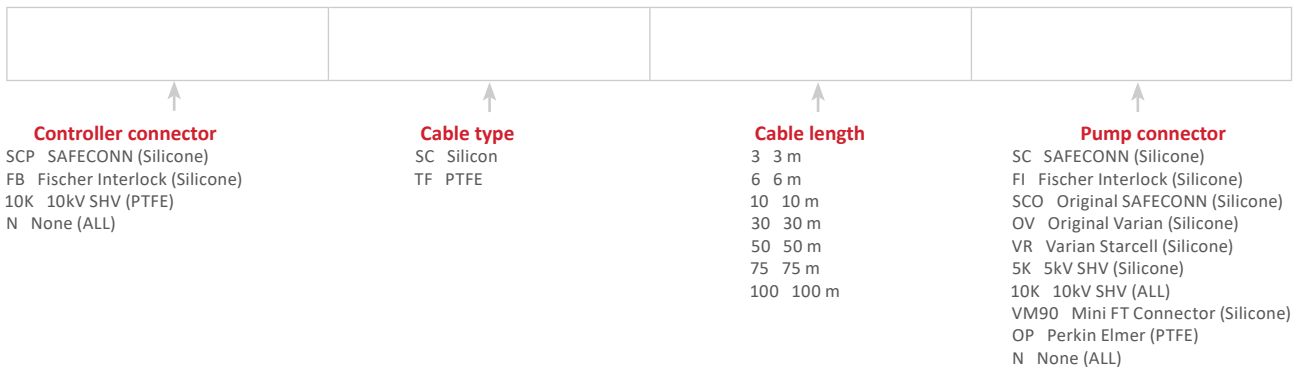 Controller connector
SCP SAFECONN (Silicone)
FB Fischer Interlock (Silicone)
10K 10kV SHV (PTFE)
N None (ALL)
Cable type
SC Silicon
TF PTFE
Cable length
3 3 m
6 6 m
10 10 m
30 30 m
50 50 m
75 75 m
100 100 m
Pump connector
SC SAFECONN (Silicone)
FI Fischer Interlock (Silicone)
SCO Original SAFECONN (Silicone)
OV Original Varian (Silicone)
VR Varian Starcell (Silicone)
5K 5kV SHV (Silicone)
10K 10kV SHV (ALL)
VM90 Mini FT Connector (Silicone)
OP Perkin Elmer (PTFE)
N None (ALL)